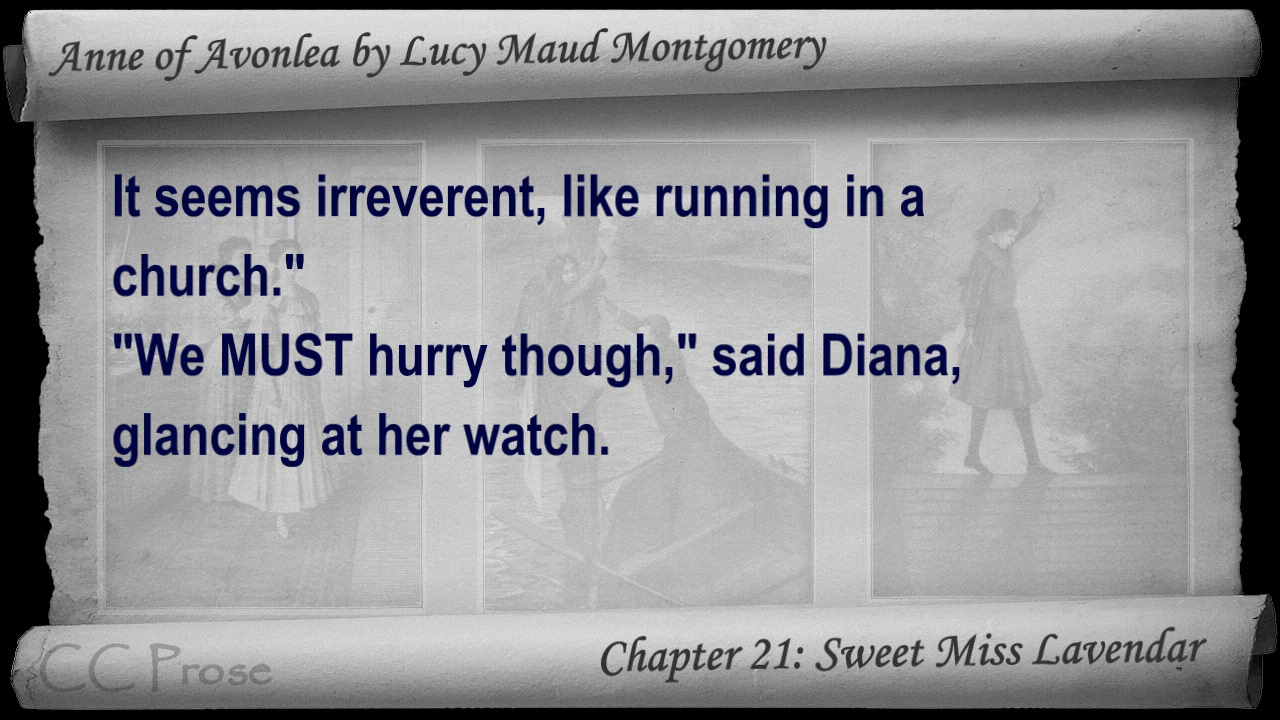 Anne of Avonlea by Lucy Maud Montgomery
It seems irreverent, like running in a
church."
"We MUST hurry though," said Diana,
glancing at her watch.
CC Prose
Chapter 21: Sweet Miss Lavendar